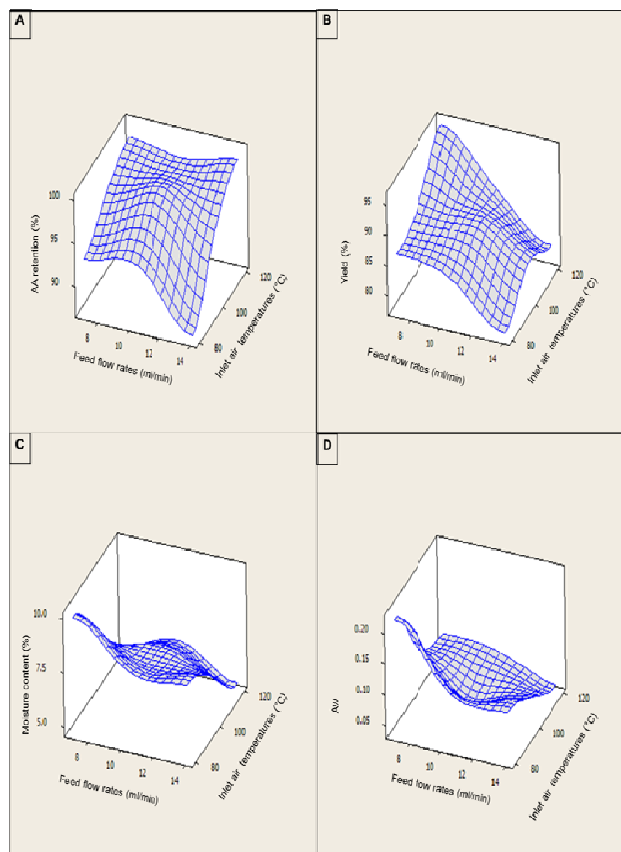 A
AA retention (%)
100
95
90
8
10
12
14
Feed flow rates (ml/min)
80
100
120
Inlet air temperatures (°C)
B
Yield (%)
95
90
85
80
8
10
12
14
Feed flow rates (ml/min)
80
100
120
Inlet air temperatures (°C)
C
Moisture content (%)
10.0
7.5
5.0
8
10
12
14
Feed flow rates (ml/min)
80
100
120
Inlet air temperatures (°C)
D
Aw
0.20
0.15
0.10
0.05
8
10
12
14
Feed flow rates (ml/min)
80
100
120
Inlet air temperatures (°C)